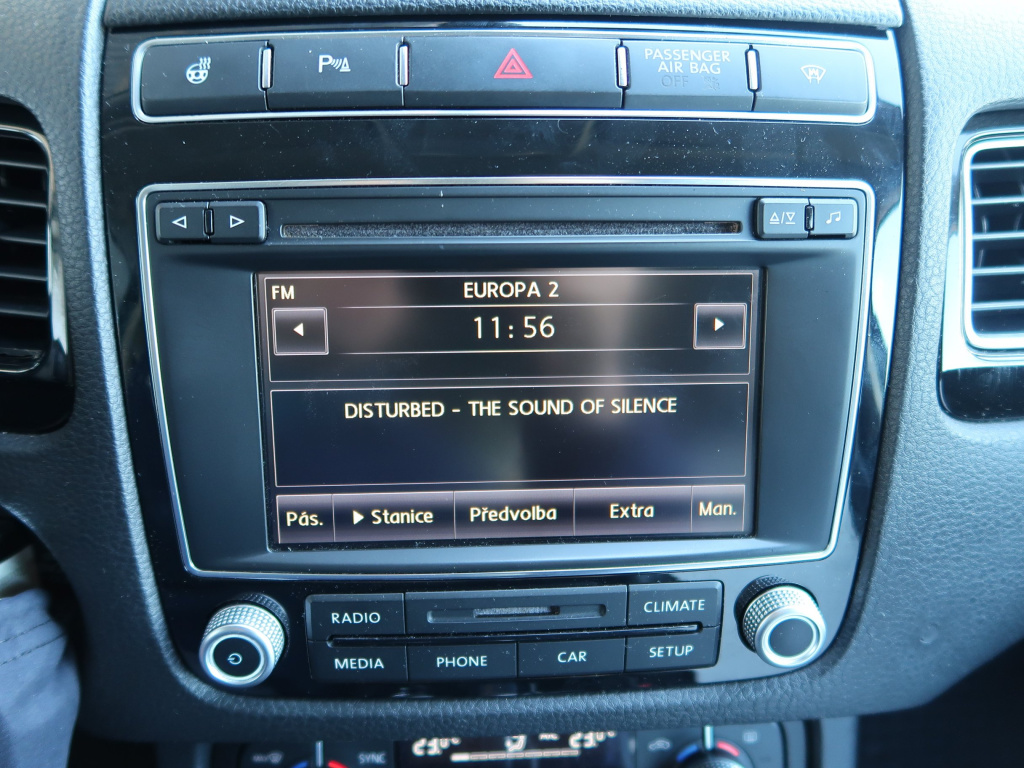 P
PASSENGER
AIR BAG
OFF
FM
EUROPA 2
11:56
DISTURBED - THE SOUND OF SILENCE
Pás.
Stanice
Předvolba
Extra
Man.
RADIO
CLIMATE
MEDIA
PHONE
CAR
SETUP
SYNC